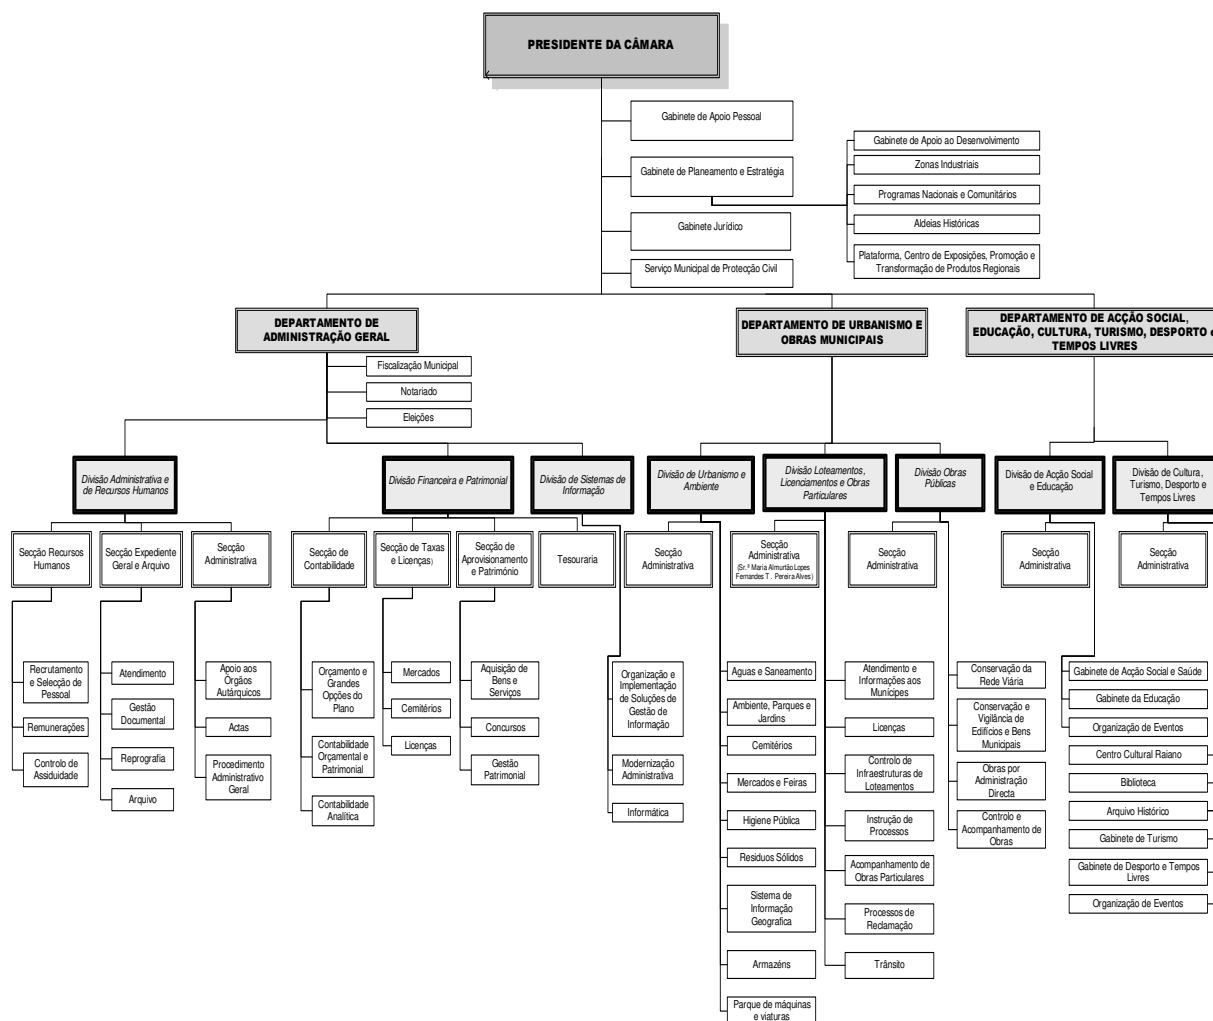 PRESIDENTE DA CÂMARA
Gabinete de Apoio Pessoal
Gabinete de Planeamento e Estratégia
Gabinete Jurídico
Serviço Municipal de Protecção Civil
Gabinete de Apoio ao Desenvolvimento
Zonas Industriais
Programas Nacionais e Comunitários
Aldeias Históricas
Plataforma, Centro de Exposições, Promoção e
Transformação de Produtos Regionais
DEPARTAMENTO DE
ADMINISTRAÇÃO GERAL
DEPARTAMENTO DE URBANISMO E
OBRAS MUNICIPAIS
DEPARTAMENTO DE ACÇÃO SOCIAL,
EDUCAÇÃO, CULTURA, TURISMO, DESPORTO e
TEMPOS LIVRES
Fiscalização Municipal
Notariado
Eleições
Divisão Administrativa e
de Recursos Humanos
Divisão Financeira e Patrimonial
Divisão de Sistemas de
Informação
Divisão de Urbanismo e
Ambiente
Divisão Loteamentos,
Licenciamentos e Obras
Particulares
Divisão Obras
Públicas
Divisão de Acção Social
e Educação
Divisão de Cultura,
Turismo, Desporto e
Tempos Livres
Secção Recursos
Humanos
Secção Expediente
Geral e Arquivo
Secção
Administrativa
Secção de
Contabilidade
Secção de Taxas
e Licenças)
Secção de
Aprovisionamento
e Património
Tesouraria
Secção
Administrativa
Secção
Administrativa
(Sr.ª Maria Almurtão Lopes
Fernandes T . Pereira Alves)
Secção
Administrativa
Secção
Administrativa
Secção
Administrativa
Recrutamento
e Selecção de
Pessoal
Remunerações
Controlo de
Assiduidade
Atendimento
Gestão
Documental
Reprografia
Arquivo
Apoio aos
Órgãos
Autárquicos
Actas
Procedimento
Administrativo
Geral
Orçamento e
Grandes
Opções do
Plano
Contabilidade
Orçamental e
Patrimonial
Contabilidade
Analítica
Mercados
Cemitérios
Licenças
Aquisição de
Bens e
Serviços
Concursos
Gestão
Patrimonial
Organização e
Implementação
de Soluções de
Gestão de
Informação
Modernização
Administrativa
Informática
Aguas e Saneamento
Ambiente, Parques e
Jardins
Cemitérios
Mercados e Feiras
Higiene Pública
Residuos Sólidos
Sistema de
Informação
Geografica
Armazéns
Parque de máquinas
e viaturas
Atendimento e
Informações aos
Munícipes
Licenças
Controlo de
Infraestruturas de
Loteamentos
Instrução de
Processos
Acompanhamento de
Obras Particulares
Processos de
Reclamação
Trânsito
Conservação da
Rede Viária
Conservação e
Vigilância de
Edifícios e Bens
Municipais
Obras por
Administração
Directa
Controlo e
Acompanhamento de
Obras
Gabinete de Acção Social e Saúde
Gabinete da Educação
Organização de Eventos
Centro Cultural Raiano
Biblioteca
Arquivo Histórico
Gabinete de Turismo
Gabinete de Desporto e Tempos
Livres
Organização de Eventos